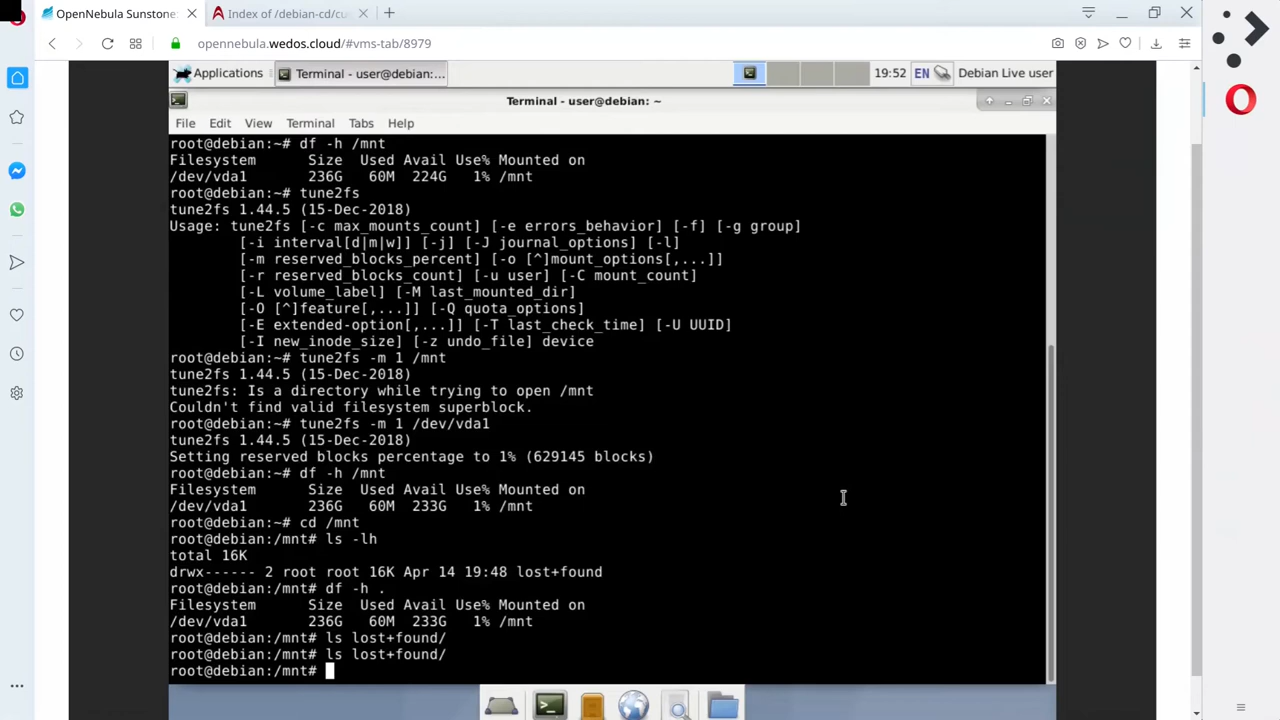 OpenNebula Sunstone:
Index of /debian-cd/cu
opennebula.wedos.cloud/#vms-tab/8979
Applications
Terminal - user@debian:...
19:52
EN
Debian Live user
Terminal - user@debian: ~
File Edit View Terminal Tabs Help
root@debian:~# df -h /mnt
Filesystem      Size  Used Avail Use% Mounted on
/dev/vda1       236G   60M  224G   1% /mnt
root@debian:~# tune2fs
tune2fs 1.44.5 (15-Dec-2018)
Usage: tune2fs [-c max_mounts_count] [-e errors_behavior] [-f] [-g group]
[-i interval[d|m|w]] [-j] [-J journal_options] [-l]
[-m reserved_blocks_percent] [-o [^]mount_options[,...]]
[-r reserved_blocks_count] [-u user] [-C mount_count]
[-L volume_label] [-M last_mounted_dir]
[-O [^]feature[,...]] [-Q quota_options]
[-E extended-option[,...]] [-T last_check_time] [-U UUID]
[-I new_inode_size] [-z undo_file] device
root@debian:~# tune2fs -m 1 /mnt
tune2fs 1.44.5 (15-Dec-2018)
tune2fs: Is a directory while trying to open /mnt
Couldn't find valid filesystem superblock.
root@debian:~# tune2fs -m 1 /dev/vda1
tune2fs 1.44.5 (15-Dec-2018)
Setting reserved blocks percentage to 1% (629145 blocks)
root@debian:~# df -h /mnt
Filesystem      Size  Used Avail Use% Mounted on
/dev/vda1       236G   60M  233G   1% /mnt
root@debian:~# cd /mnt
root@debian:/mnt# ls -lh
total 16K
drwx------ 2 root root 16K Apr 14 19:48 lost+found
root@debian:/mnt# df -h .
Filesystem      Size  Used Avail Use% Mounted on
/dev/vda1       236G   60M  233G   1% /mnt
root@debian:/mnt# ls lost+found/
root@debian:/mnt# ls lost+found/
root@debian:/mnt#